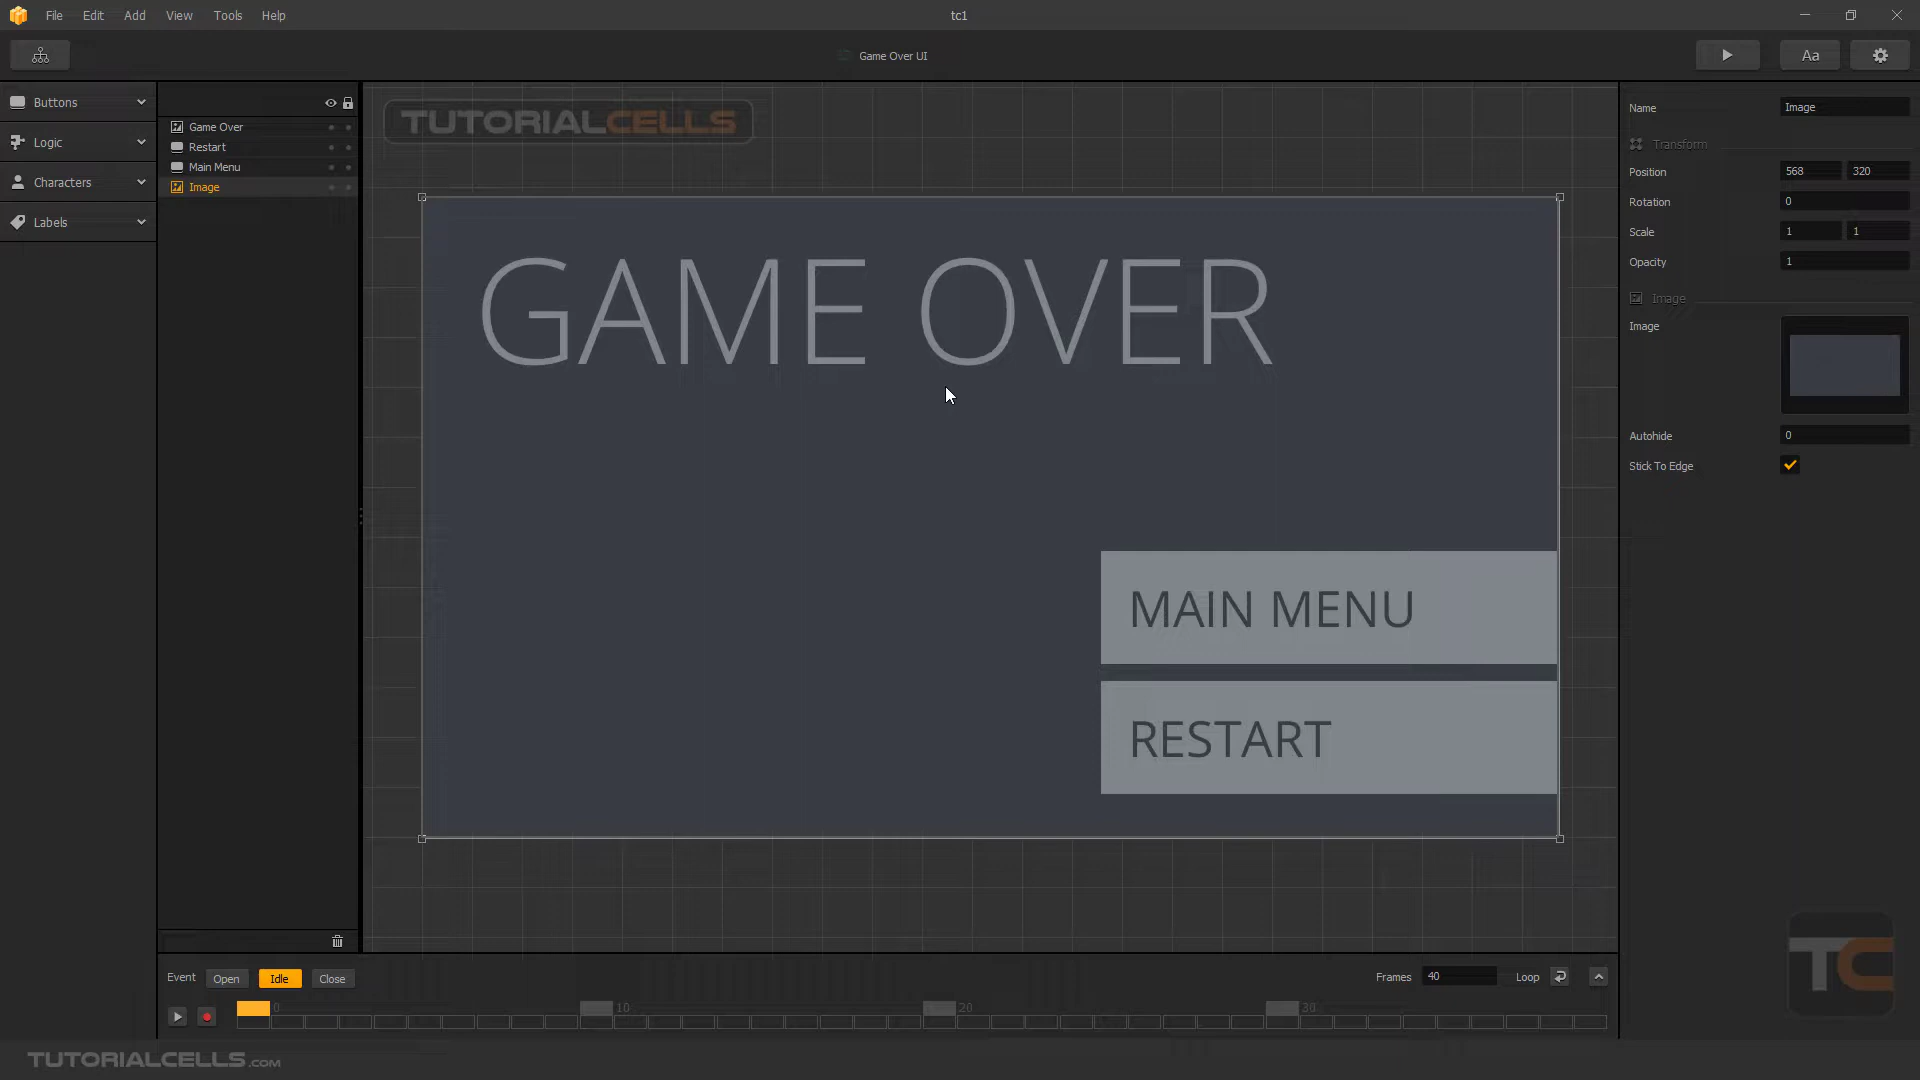 File Edit Add View Tools Help
tc1
Game Over UI
Aa
Buttons
Logic
Characters
Labels
Game Over
Restart
Main Menu
Image
TUTORIALCELLS
GAME OVER
MAIN MENU
RESTART
Name Image
Transform
Position 568 320
Rotation 0
Scale 1 1
Opacity 1
Image
Image
Autohide 0
Stick To Edge
Event Open Idle Close
Frames 40 Loop
0 10 20 30
TC
TUTORIALCELLS.COM